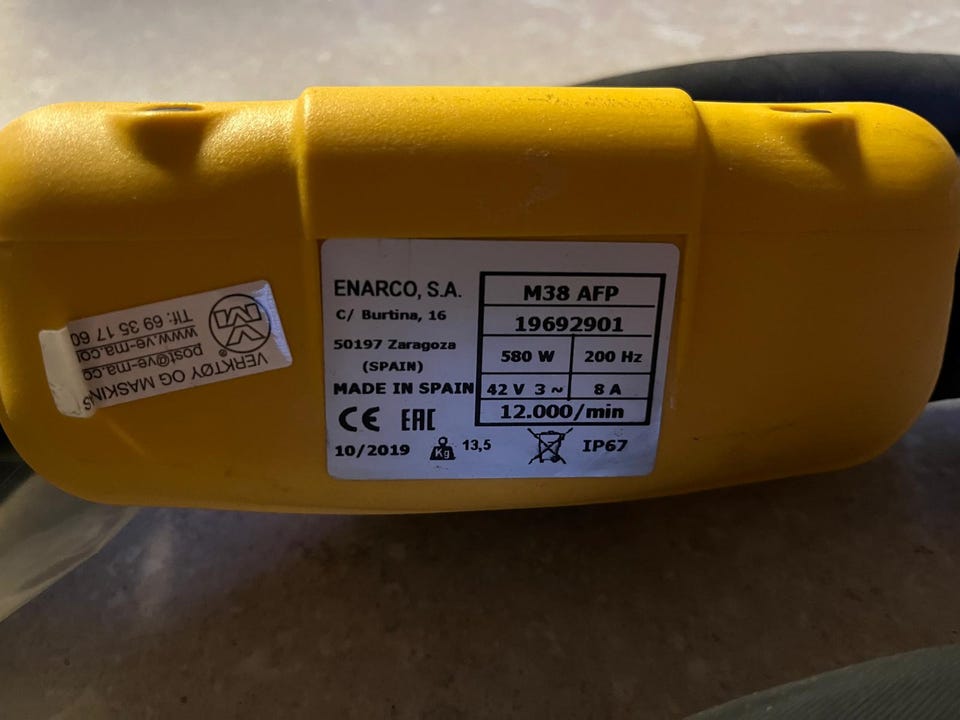 ENARCO, S.A.
C/ Burtina, 16
50197 Zaragoza
(SPAIN)
MADE IN SPAIN
CE EAC
10/2019 Kg 13,5
M38 AFP
19692901
580 W 200 Hz
42 V 3~ 8 A
12.000/min
IP67
VERKTØY OG MASKIN
post@ve-ma.co
www.ve-ma.co
Tlf: 69 35 17 60